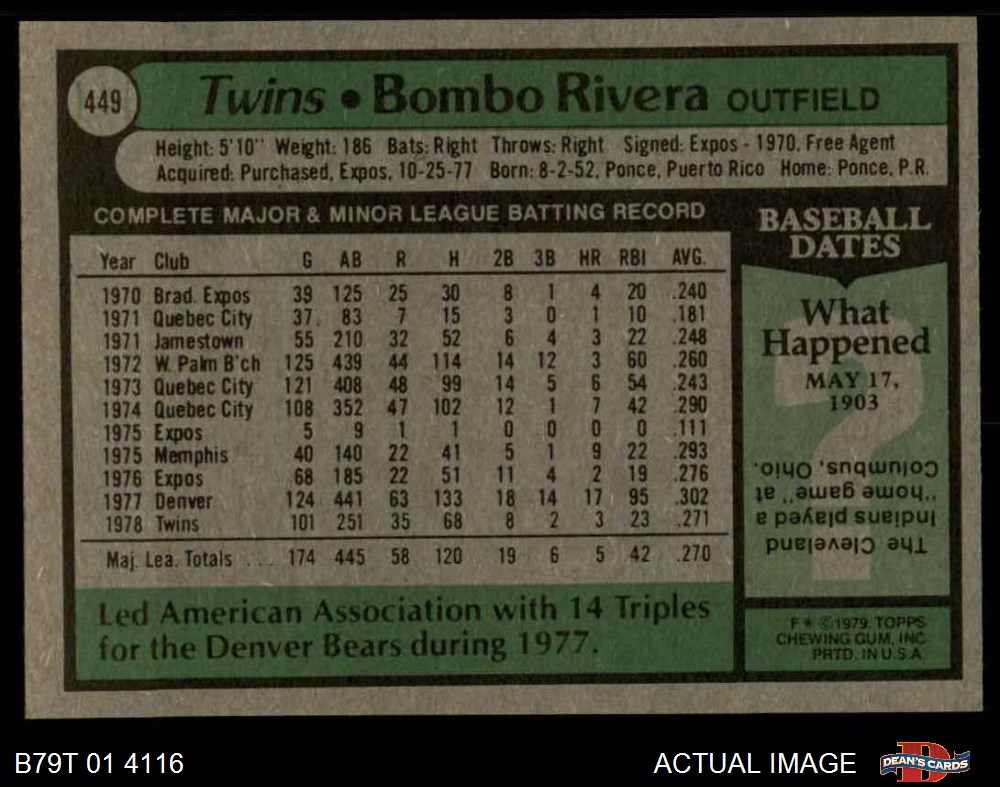 449
Twins • Bombo Rivera OUTFIELD
Height: 5'10" Weight: 186 Bats: Right Throws: Right Signed: Expos - 1970, Free Agent
Acquired: Purchased, Expos, 10-25-77 Born: 8-2-52, Ponce, Puerto Rico Home: Ponce, P.R.
COMPLETE MAJOR & MINOR LEAGUE BATTING RECORD
Year Club G AB R H 2B 3B HR RBI AVG.
1970 Brad. Expos 39 125 25 30 8 1 4 20 .240
1971 Quebec City 37 83 7 15 3 0 1 10 .181
1971 Jamestown 55 210 32 52 6 4 3 22 .248
1972 W. Palm B'ch 125 439 44 114 14 12 3 60 .260
1973 Quebec City 121 408 48 99 14 5 6 54 .243
1974 Quebec City 108 352 47 102 12 1 7 42 .290
1975 Expos 5 9 1 1 0 0 0 0 .111
1975 Memphis 40 140 22 41 5 1 9 22 .293
1976 Expos 68 185 22 51 11 4 2 19 .276
1977 Denver 124 441 63 133 18 14 17 95 .302
1978 Twins 101 251 35 68 8 2 3 23 .271
Maj. Lea. Totals ... 174 445 58 120 19 6 5 42 .270
Led American Association with 14 Triples
for the Denver Bears during 1977.
BASEBALL
DATES
What
Happened
MAY 17,
1903
?
The Cleveland
Indians played a
"home game" at
Columbus, Ohio.
F * © 1979, TOPPS
CHEWING GUM, INC.
PRTD. IN U.S.A.
B79T 01 4116
ACTUAL IMAGE
D
DEAN'S CARDS